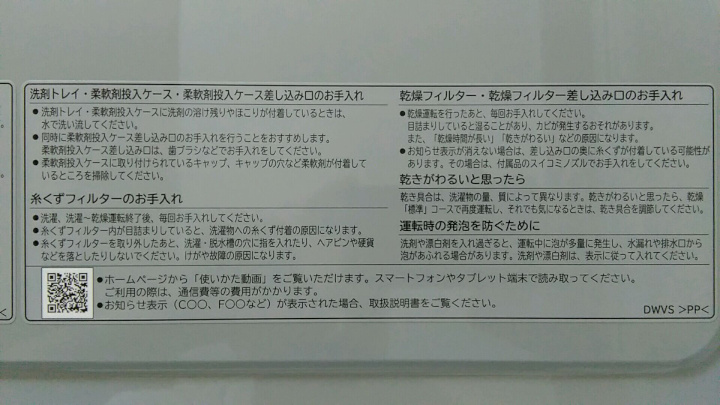 洗剤トレイ・柔軟剤投入ケース・柔軟剤投入ケース差し込み口のお手入れ
●洗剤トレイ・柔軟剤投入ケースに洗剤の溶け残りやほこりが付着しているときは、
水で洗い流してください。
●同時に柔軟剤投入ケース差し込み口のお手入れを行うことをおすすめします。
柔軟剤投入ケース差し込み口は、歯ブラシなどでお手入れをしてください。
●柔軟剤投入ケースに取り付けられているキャップ、キャップの穴など柔軟剤が付着して
いるところを掃除してください。
糸くずフィルターのお手入れ
●洗濯、洗濯~乾燥運転終了後、毎回お手入れしてください。
●糸くずフィルター内が目詰まりしていると、洗濯物への糸くず付着の原因になります。
●糸くずフィルターを取り外したあと、洗濯・脱水槽の穴に指を入れたり、ヘアピンや硬貨
などを落としたりしないでください。けがや故障の原因になります。
乾燥フィルター・乾燥フィルター差し込み口のお手入れ
●乾燥運転を行ったあと、毎回お手入れしてください。
目詰まりしていると湿ることがあり、カビが発生するおそれがあります。
また、「乾燥時間が長い」「乾きがわるい」などの原因になります。
●お知らせ表示が消えない場合は、差し込み口の奥に糸くずが付着している可能性が
あります。その場合は、付属品のスイコミノズルでお手入れをしてください。
乾きがわるいと思ったら
乾き具合は、洗濯物の量、質によって異なります。乾きがわるいと思ったら、乾燥
「標準」コースで再度運転し、それでも気になるときは、乾き具合を調節してください。
運転時の発泡を防ぐために
洗剤や漂白剤を入れ過ぎると、運転中に泡が多量に発生し、水漏れや排水口から
泡があふれる場合があります。洗剤や漂白剤は、表示に従って入れてください。
●ホームページから「使いかた動画」をご覧いただけます。スマートフォンやタブレット端末で読み取ってください。
ご利用の際は、通信費等の費用がかかります。
●お知らせ表示(C〇〇、F〇〇など)が表示された場合、取扱説明書をご覧ください。
DWVS >PP<